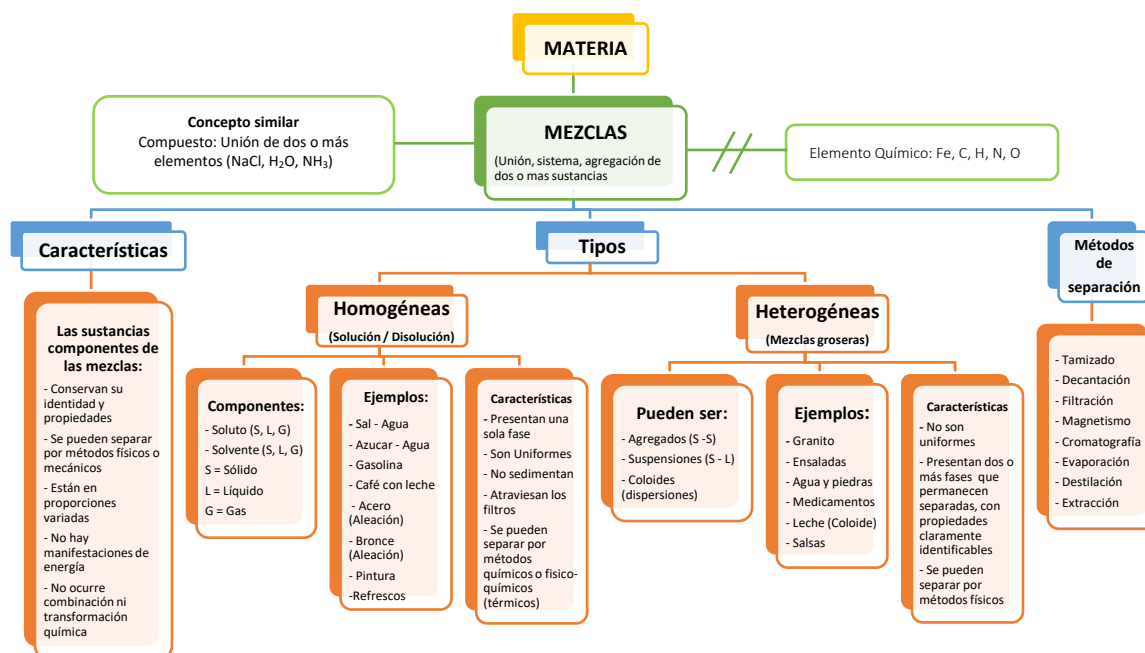 MATERIA
Concepto similar
Compuesto: Unión de dos o más
elementos (NaCl, H₂O, NH₃)
MEZCLAS
(Unión, sistema, agregación de
dos o mas sustancias
Elemento Químico: Fe, C, H, N, O
Característicás
Tipos
Métodos
de
separación
Las sustancias
componentes de
las mezclas:
- Conservan su
identidad y
propiedades
- Se pueden separar
por métodos físicos o
mecánicos
- Están en
proporciones
variadas
- No hay
manifestaciones de
energía
- No ocurre
combinación ni
transformación
química
Homogéneas
(Solución / Disolución)
Componentes:
- Soluto (S, L, G)
- Solvente (S, L, G)
S = Sólido
L = Líquido
G = Gas
Ejemplos:
- Sal - Agua
- Azucar - Agua
- Gasolina
- Café con leche
- Acero
(Aleación)
- Bronce
(Aleación)
- Pintura
-Refrescos
Características
- Presentan una
sola fase
- Son Uniformes
- No sedimentan
- Atraviesan los
filtros
- Se pueden
separar por
métodos
químicos o fisico-
químicos
(térmicos)
Heterogéneas
(Mezclas groseras)
Pueden ser:
- Agregados (S -S)
- Suspensiones (S - L)
- Coloides
(dispersiones)
Ejemplos:
- Granito
- Ensaladas
- Agua y piedras
- Medicamentos
- Leche (Coloide)
- Salsas
Características
- No son
uniformes
- Presentan dos o
más fases que
permanecen
separadas, con
propiedades
claramente
identificables
- Se pueden
separar por
métodos físicos
- Tamizado
- Decantación
- Filtración
- Magnetismo
- Cromatografía
- Evaporación
- Destilación
- Extracción